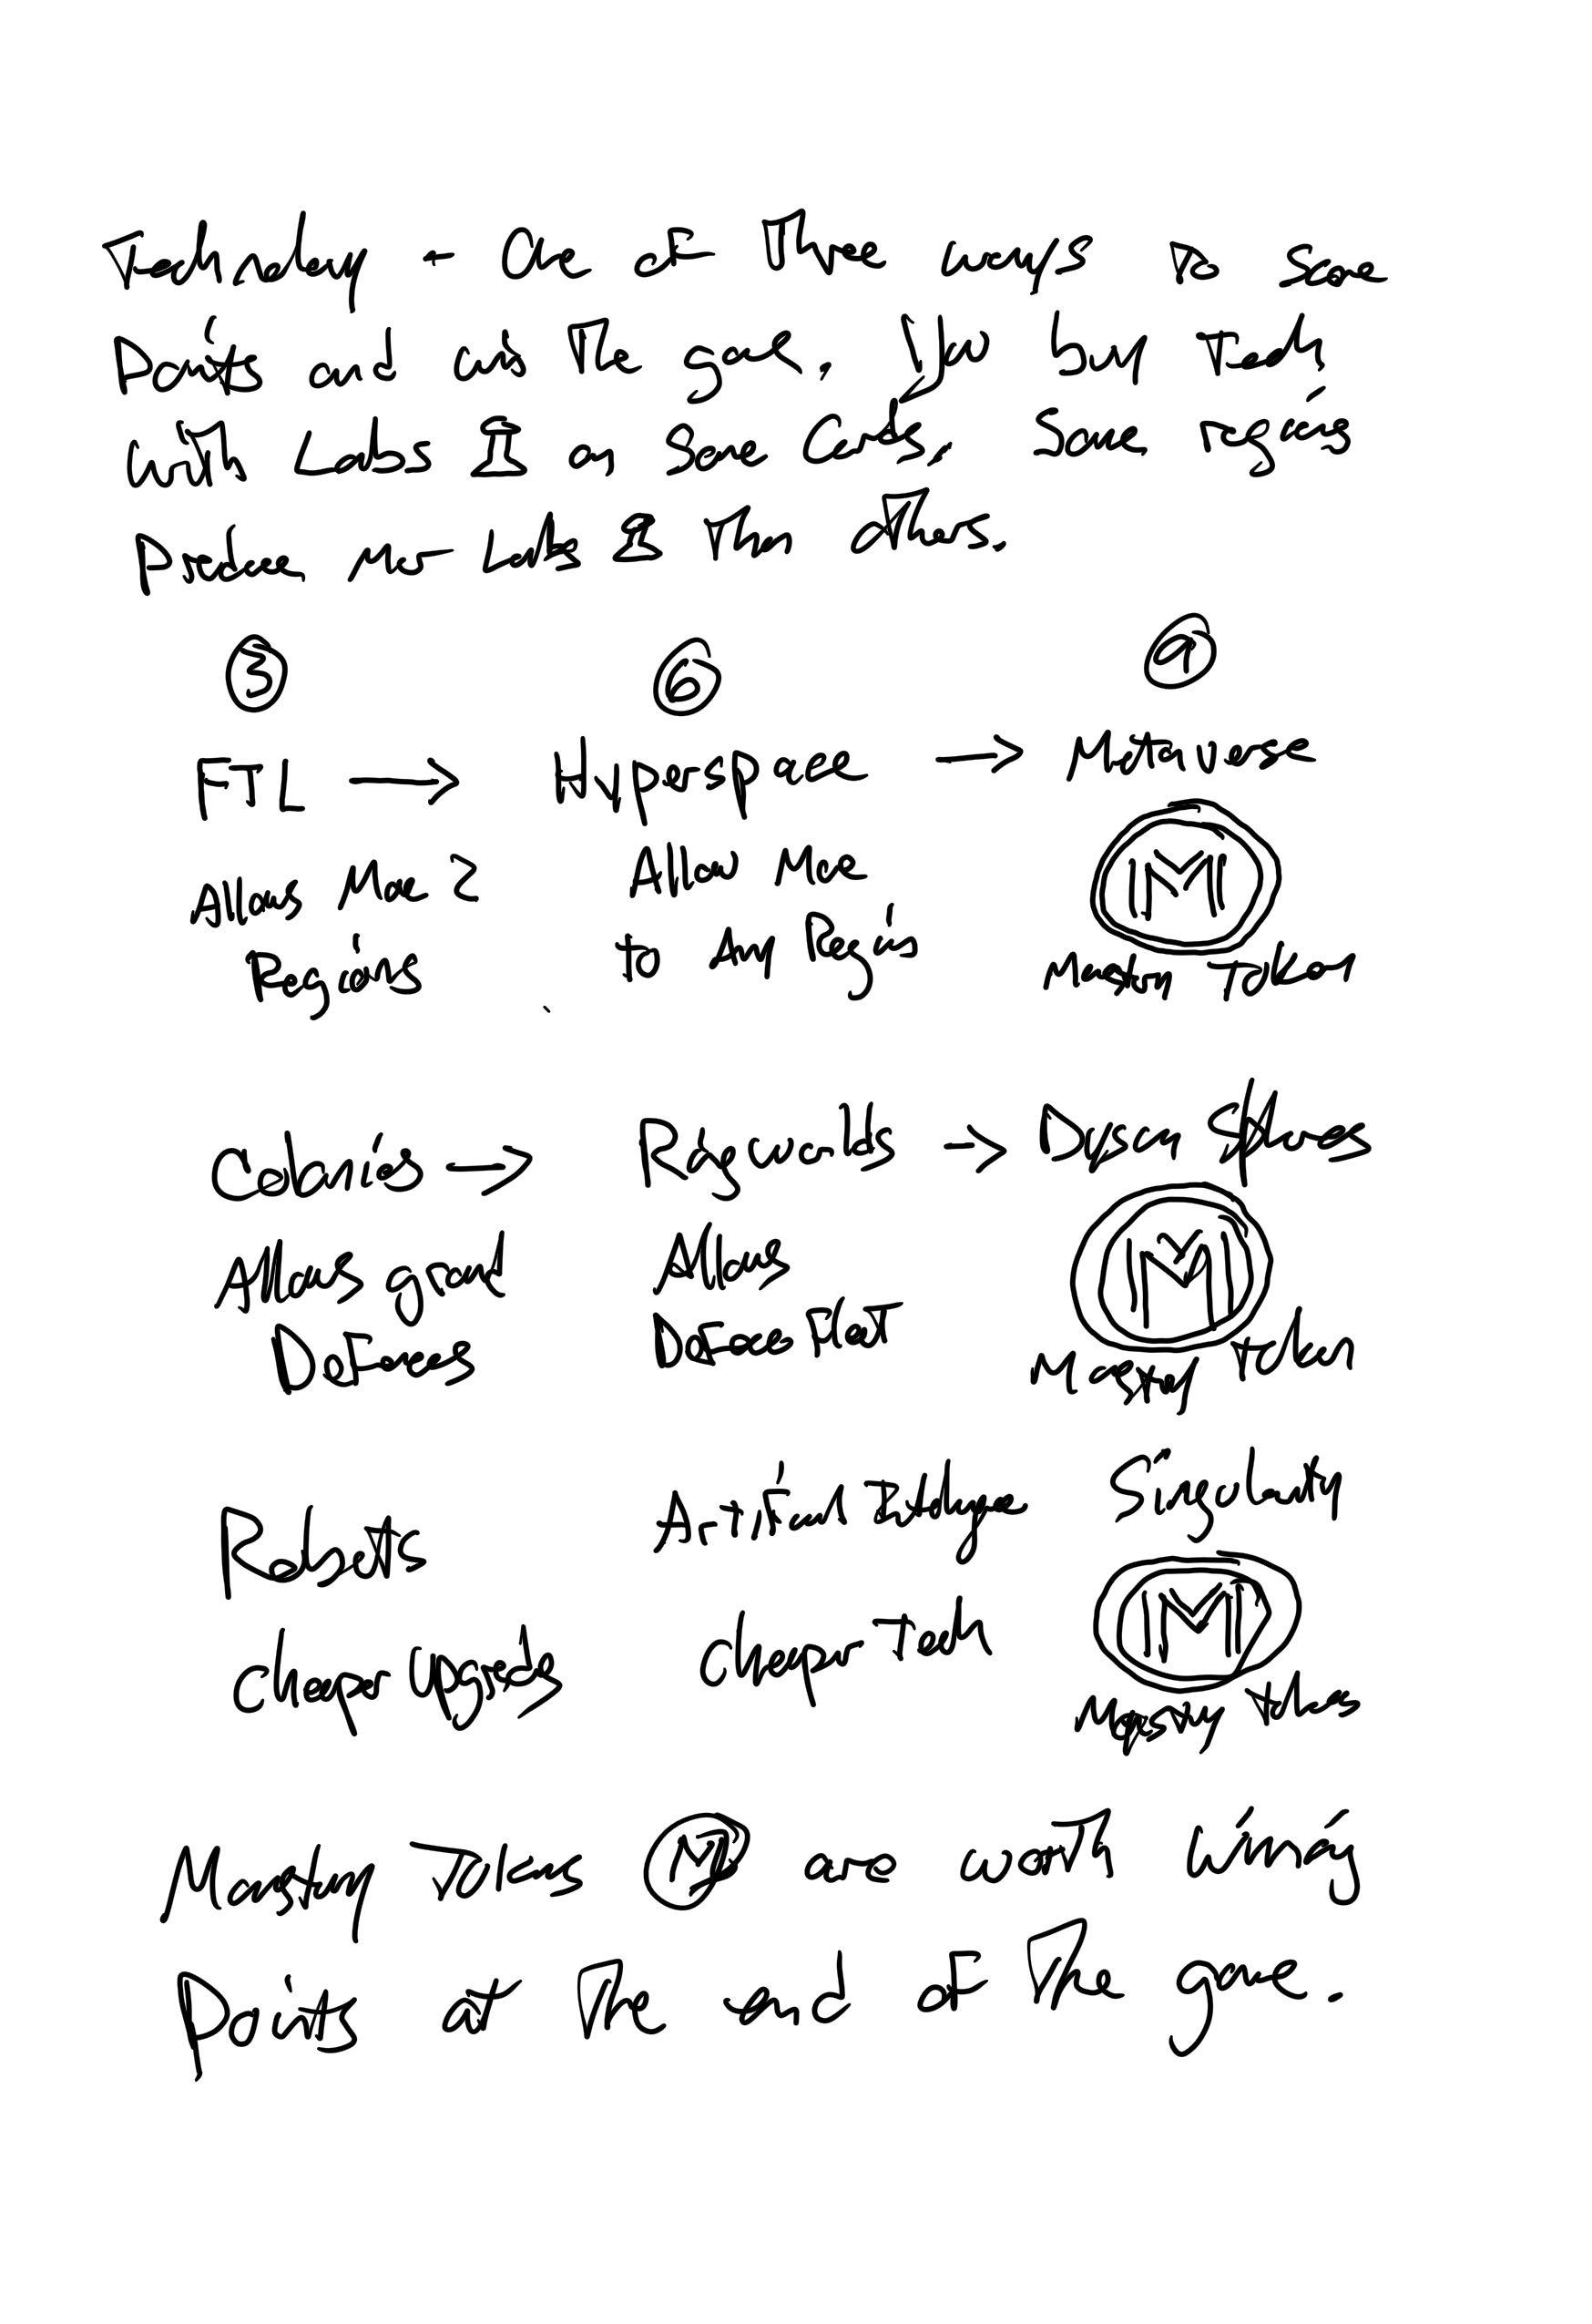 Technology - One of three ways to score
Points and win the game. You buy Tech
with Labs on some Cards. Some regions
Produce more Labs than others.
3 6 9
FTL → Hyperspace → Metaverse
Allows Move 2 Regions
Allow Move to Any Regions
M
Mastery Token
Colonies → Ringworlds → Dyson Spheres
Allows ground Defenses
Allows Defense Fleet
M
Mastery token
Robots Artificial Intelligence Singularity
Cheaper Upgrades Cheaper Tech
M
Mastery tokens
Mastery Tokens M are worth Winning
Points at the end of the game.